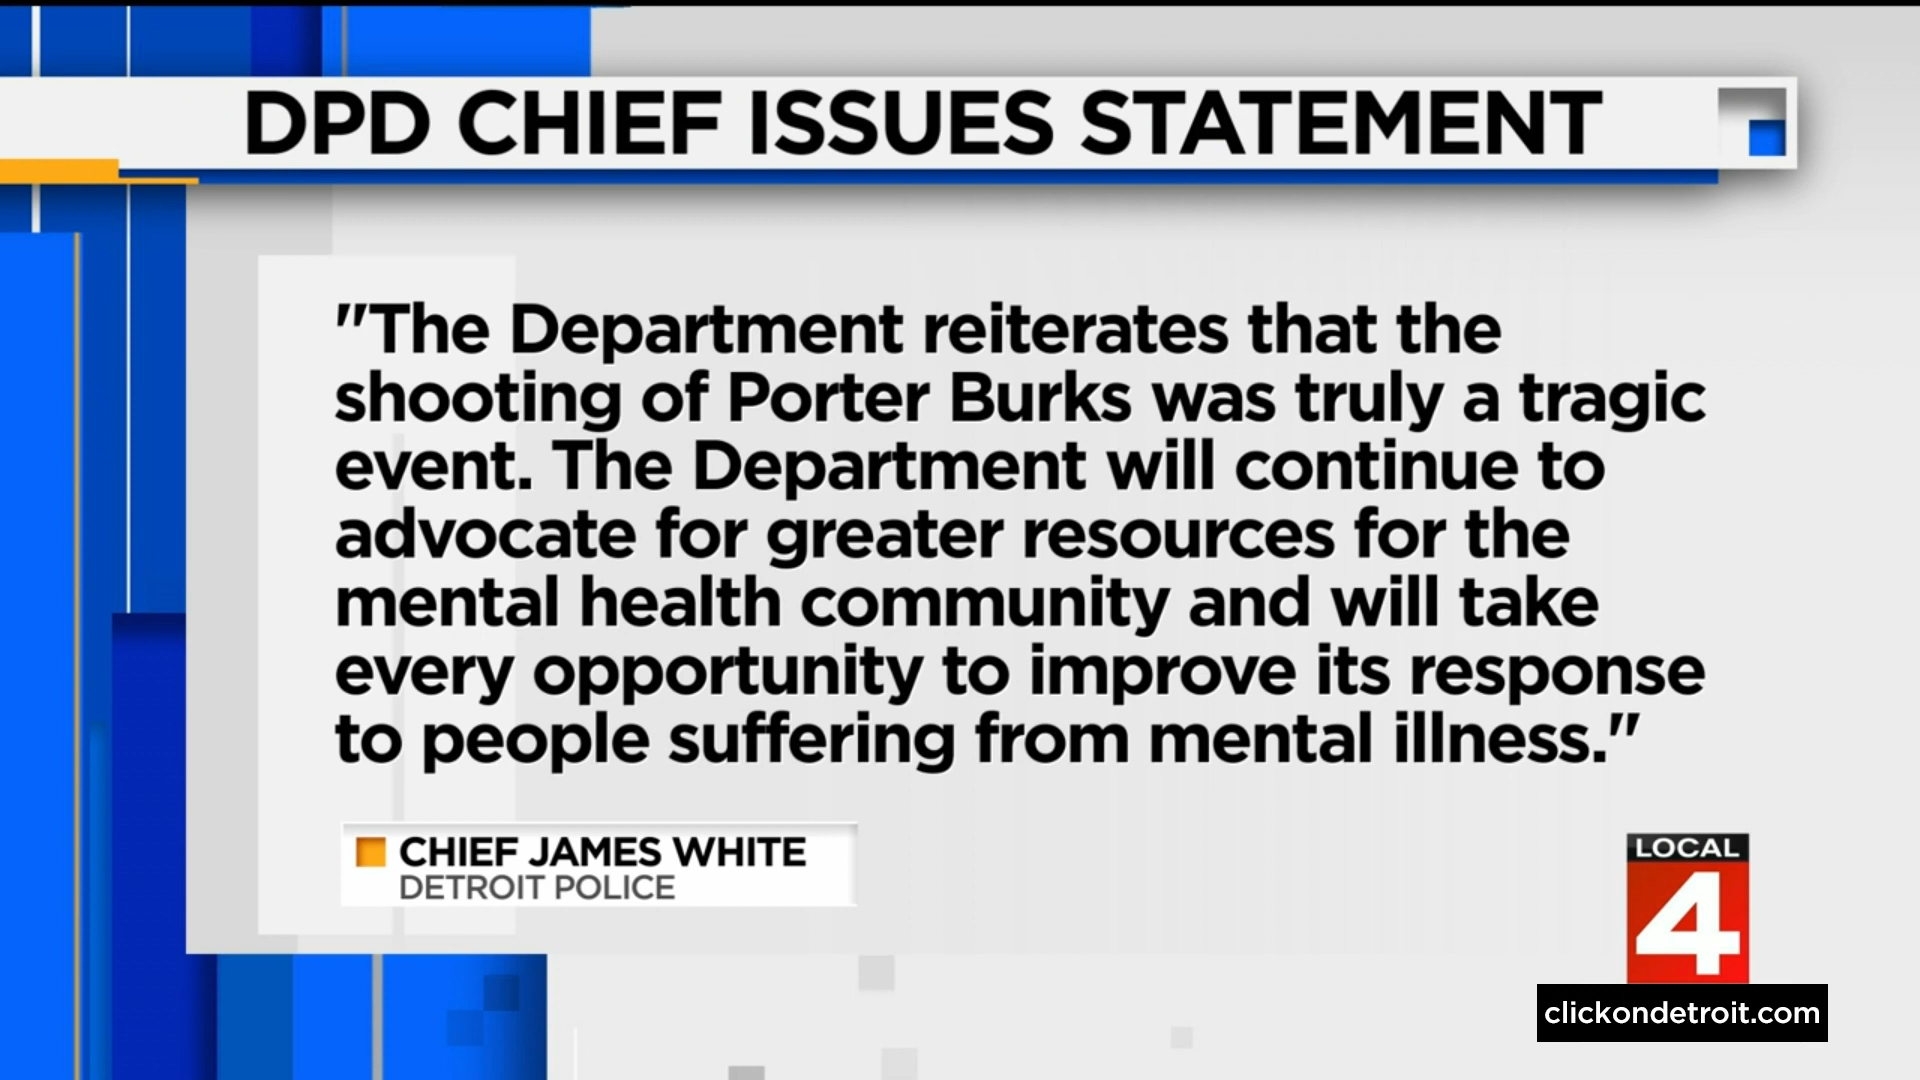 DPD CHIEF ISSUES STATEMENT
"The Department reiterates that the
shooting of Porter Burks was truly a tragic
event. The Department will continue to
advocate for greater resources for the
mental health community and will take
every opportunity to improve its response
to people suffering from mental illness."
CHIEF JAMES WHITE
DETROIT POLICE
LOCAL
4
clickondetroit.com